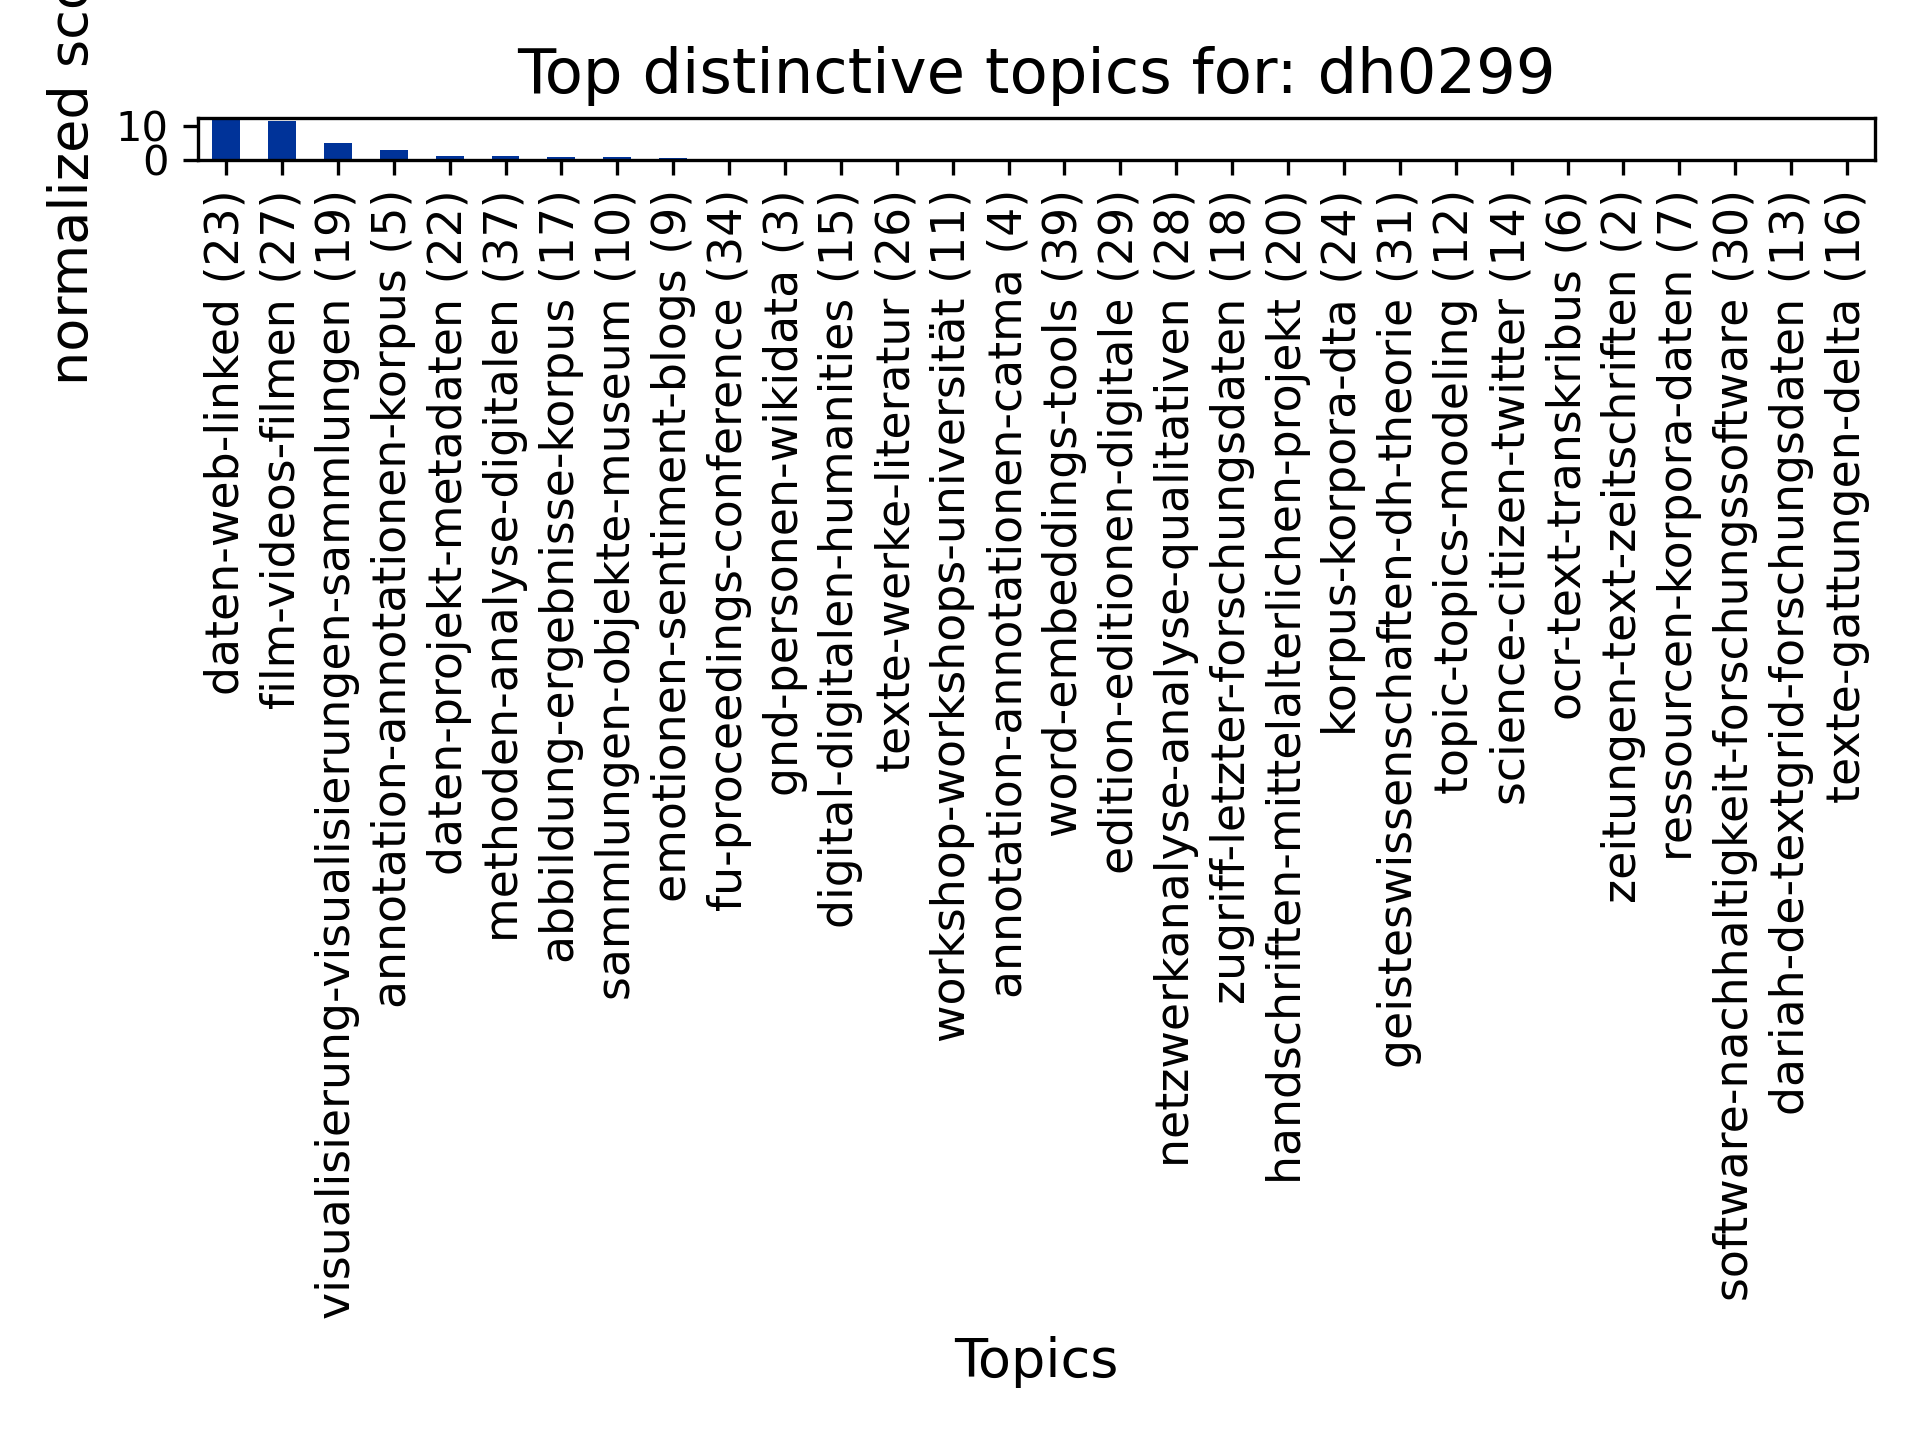 Top distinctive topics for: dh0299
normalized
10
0
daten-web-linked (23)
film-videos-filmen (27)
visualisierung-visualisierungen-sammlungen (19)
annotation-annotationen-korpus (5)
daten-projekt-metadaten (22)
methoden-analyse-digitalen (37)
abbildung-ergebnisse-korpus (17)
sammlungen-objekte-museum (10)
emotionen-sentiment-blogs (9)
fu-proceedings-conference (34)
gnd-personen-wikidata (3)
digital-digitalen-humanities (15)
texte-werke-literatur (26)
workshop-workshops-universität (11)
annotation-annotationen-catma (4)
word-embeddings-tools (39)
edition-editionen-digitale (29)
netzwerkanalyse-analyse-qualitativen (28)
zugriff-letzter-forschungsdaten (18)
handschriften-mittelalterlichen-projekt (20)
korpus-korpora-dta (24)
geisteswissenschaften-dh-theorie (31)
topic-topics-modeling (12)
science-citizen-twitter (14)
ocr-text-transkribus (6)
zeitungen-text-zeitschriften (2)
ressourcen-korpora-daten (7)
software-nachhaltigkeit-forschungssoftware (30)
dariah-de-textgrid-forschungsdaten (13)
texte-gattungen-delta (16)
Topics